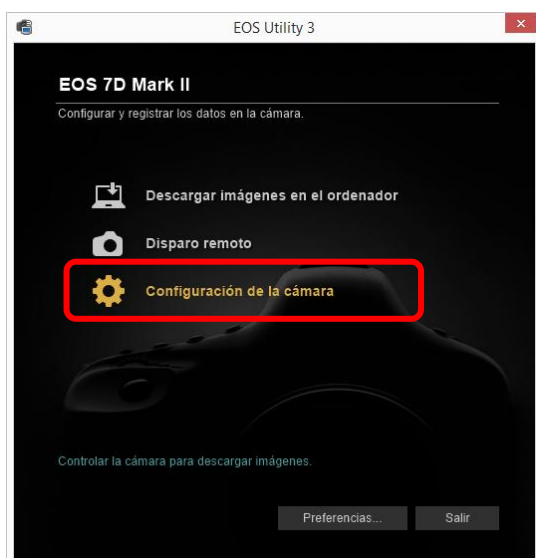 EOS Utility 3
EOS 7D Mark II
Configurar y registrar los datos en la cámara.
Descargar imágenes en el ordenador
Disparo remoto
Configuración de la cámara
Controlar la cámara para descargar imágenes.
Preferencias... Salir